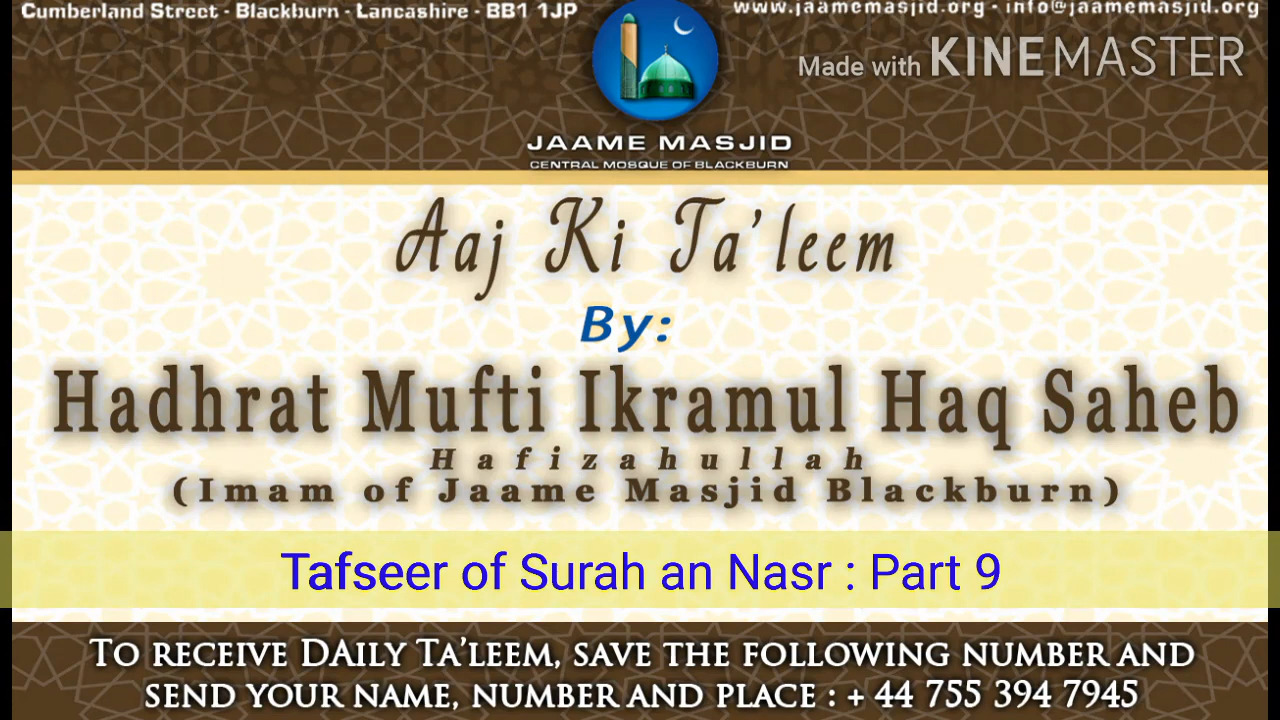 Cumberland Street - Blackburn - Lancashire - BB1 1JP
www.jaamemasjid.org - info@jaamemasjid.org
Made with KINEMASTER
JAAME MASJID
CENTRAL MOSQUE OF BLACKBURN
Aaj Ki Ta'leem
By:
Hadhrat Mufti Ikramul Haq Saheb
Hafizahullah
(Imam of Jaame Masjid Blackburn)
Tafseer of Surah an Nasr : Part 9
To receive DAily Ta'leem, save the following number and
send your name, number and place : + 44 755 394 7945